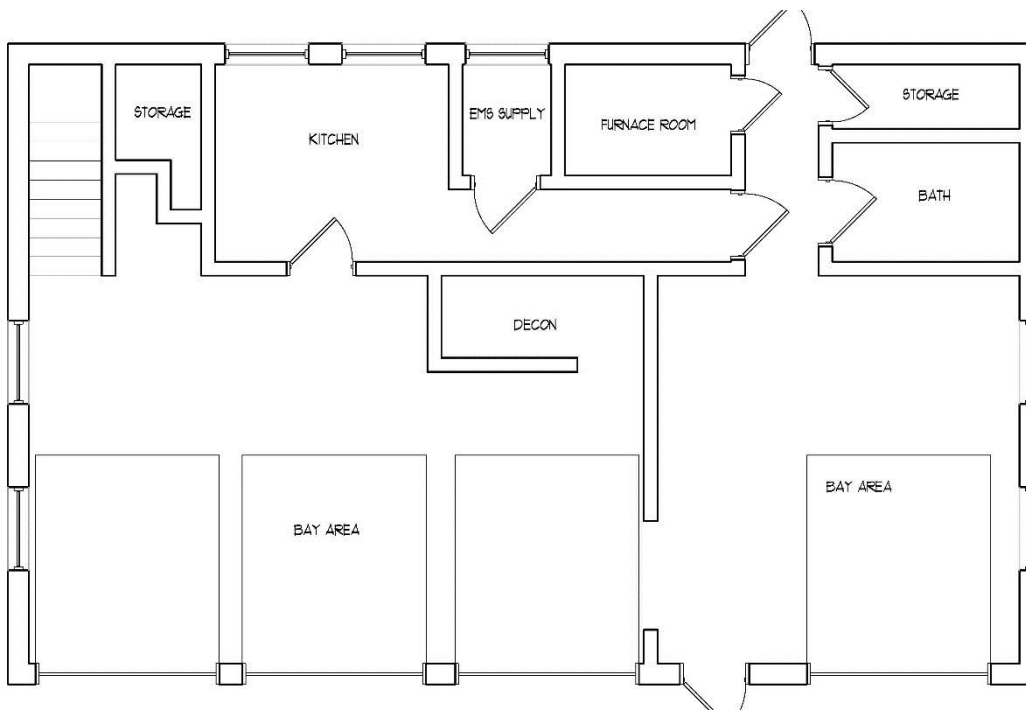 STORAGE
KITCHEN
EMS SUPPLY
FURNACE ROOM
STORAGE
BATH
DECON
BAY AREA
BAY AREA